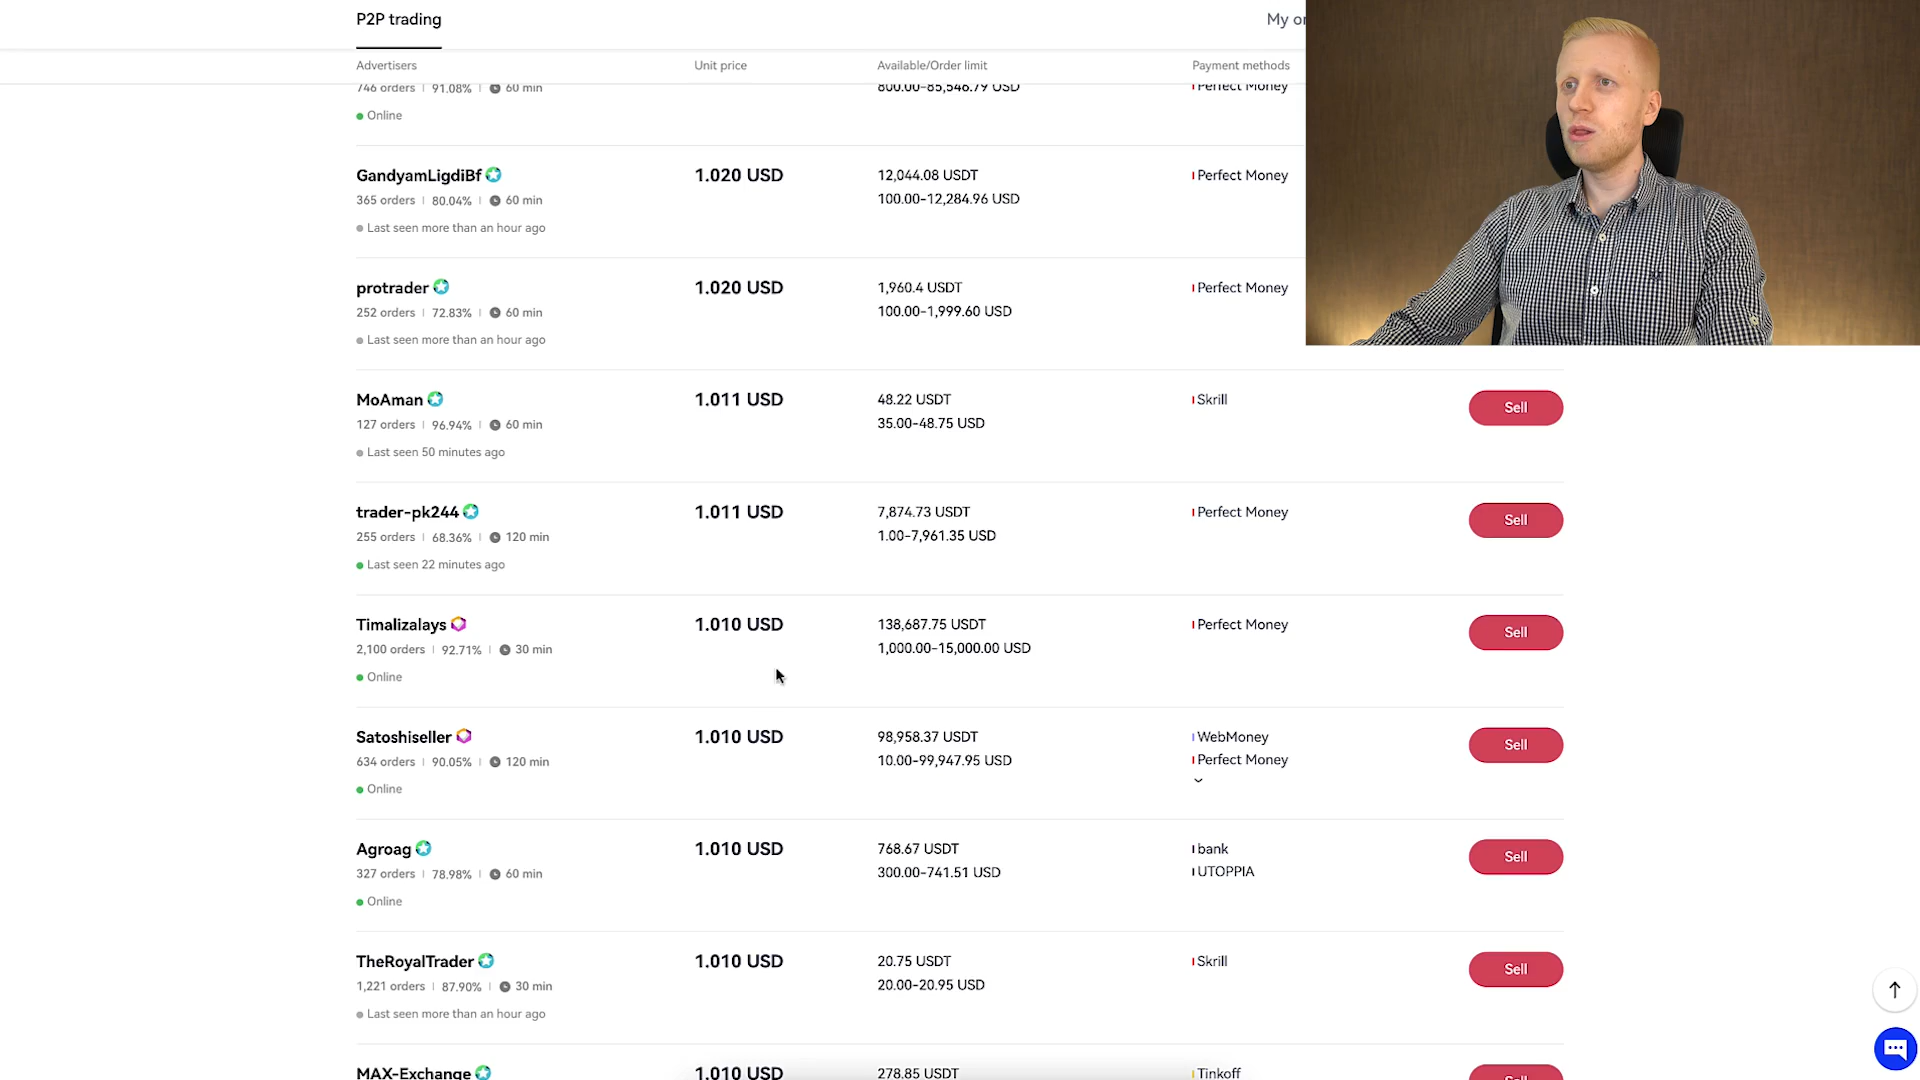 P2P trading
My or
Advertisers
Unit price
Available/Order limit
Payment methods
746 orders 91.08% 60 min
800.00-85,546.79 USD
Perfect Money
Online
GandyamLigdiBf
1.020 USD
12,044.08 USDT
Perfect Money
365 orders 80.04% 60 min
100.00-12,284.96 USD
Last seen more than an hour ago
protrader
1.020 USD
1,960.4 USDT
Perfect Money
252 orders 72.83% 60 min
100.00-1,999.60 USD
Last seen more than an hour ago
MoAman
1.011 USD
48.22 USDT
Skrill
Sell
127 orders 96.94% 60 min
35.00-48.75 USD
Last seen 50 minutes ago
trader-pk244
1.011 USD
7,874.73 USDT
Perfect Money
Sell
255 orders 68.36% 120 min
1.00-7,961.35 USD
Last seen 22 minutes ago
Timalizalays
1.010 USD
138,687.75 USDT
Perfect Money
Sell
2,100 orders 92.71% 30 min
1,000.00-15,000.00 USD
Online
Satoshiseller
1.010 USD
98,958.37 USDT
WebMoney
Sell
634 orders 90.05% 120 min
10.00-99,947.95 USD
Perfect Money
Online
Agroag
1.010 USD
768.67 USDT
bank
Sell
327 orders 78.98% 60 min
300.00-741.51 USD
UTOPPIA
Online
TheRoyalTrader
1.010 USD
20.75 USDT
Skrill
Sell
1,221 orders 87.90% 30 min
20.00-20.95 USD
Last seen more than an hour ago
MAX-Exchange
1.010 USD
278.85 USDT
Tinkoff
Sell